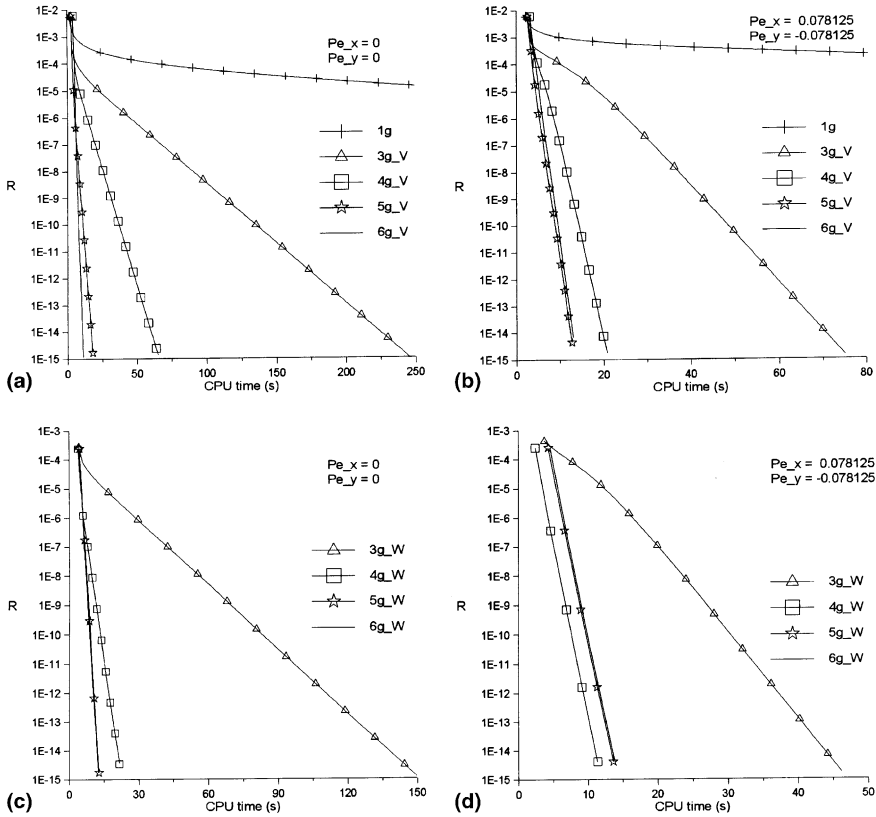 1E-2
1E-3
1E-4
1E-5
1E-6
1E-7
1E-8
1E-9
1E-10
1E-11
1E-12
1E-13
1E-14
1E-15
R
Pe_x = 0
Pe_y = 0
1g
3g_V
4g_V
5g_V
6g_V
0 50 100 150 200 250
CPU time (s)
(a)
1E-2
1E-3
1E-4
1E-5
1E-6
1E-7
1E-8
1E-9
1E-10
1E-11
1E-12
1E-13
1E-14
1E-15
R
Pe_x = 0.078125
Pe_y = -0.078125
1g
3g_V
4g_V
5g_V
6g_V
0 20 40 60 80
CPU time (s)
(b)
1E-3
1E-4
1E-5
1E-6
1E-7
1E-8
1E-9
1E-10
1E-11
1E-12
1E-13
1E-14
1E-15
R
Pe_x = 0
Pe_y = 0
3g_W
4g_W
5g_W
6g_W
0 30 60 90 120 150
CPU time (s)
(c)
1E-3
1E-4
1E-5
1E-6
1E-7
1E-8
1E-9
1E-10
1E-11
1E-12
1E-13
1E-14
1E-15
R
Pe_x = 0.078125
Pe_y = -0.078125
3g_W
4g_W
5g_W
6g_W
0 10 20 30 40 50
CPU time (s)
(d)